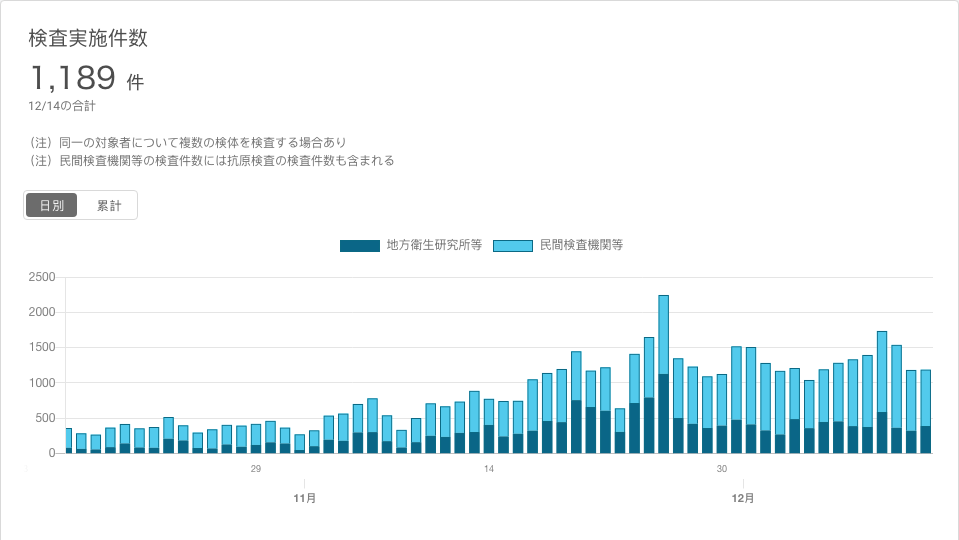 検査実施件数
1,189 件
12/14の合計
（注）同一の対象者について複数の検体を検査する場合あり
（注）民間検査機関等の検査件数には抗原検査の検査件数も含まれる
日別 累計
地方衛生研究所等 民間検査機関等
2500
2000
1500
1000
500
0
29 14 30
11月 12月